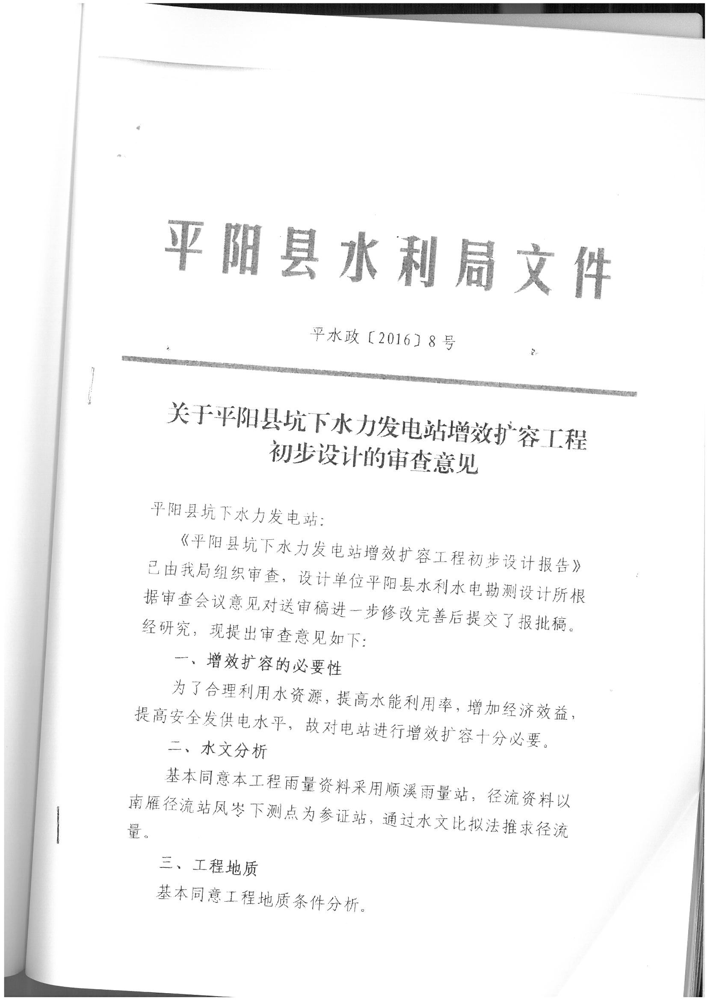 平阳县水利局文件
平水政〔2016〕8号
关于平阳县坑下水力发电站增效扩容工程
初步设计的审查意见
平阳县坑下水力发电站:
《平阳县坑下水力发电站增效扩容工程初步设计报告》
已由我局组织审查，设计单位平阳县水利水电勘测设计所根
据审查会议意见对送审稿进一步修改完善后提交了报批稿。
经研究，现提出审查意见如下:
一、增效扩容的必要性
为了合理利用水资源，提高水能利用率，增加经济效益，
提高安全发供电水平，故对电站进行增效扩容十分必要。
二、水文分析
基本同意本工程雨量资料采用顺溪雨量站，径流资料以
南雁径流站凤岺下测点为参证站，通过水文比拟法推求径流
量。
三、工程地质
基本同意工程地质条件分析。